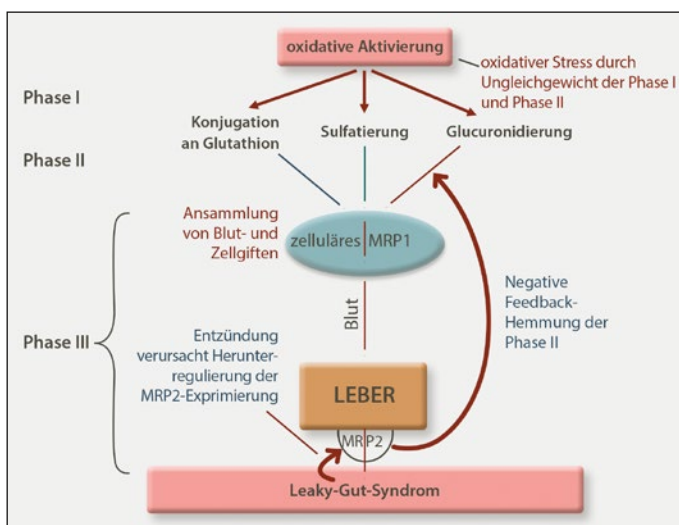 oxidative Aktivierung
oxidativer Stress durch
Ungleichgewicht der Phase I
und Phase II
Phase I
Konjugation
an Glutathion
Sulfatierung
Glucuronidierung
Phase II
Ansammlung
von Blut- und
Zellgiften
zelluläres MRP1
Blut
Negative
Feedback-
Hemmung der
Phase II
Phase III
Entzündung
verursacht Herunter-
regulierung der
MRP2-Exprimierung
LEBER
MRP2
Leaky-Gut-Syndrom